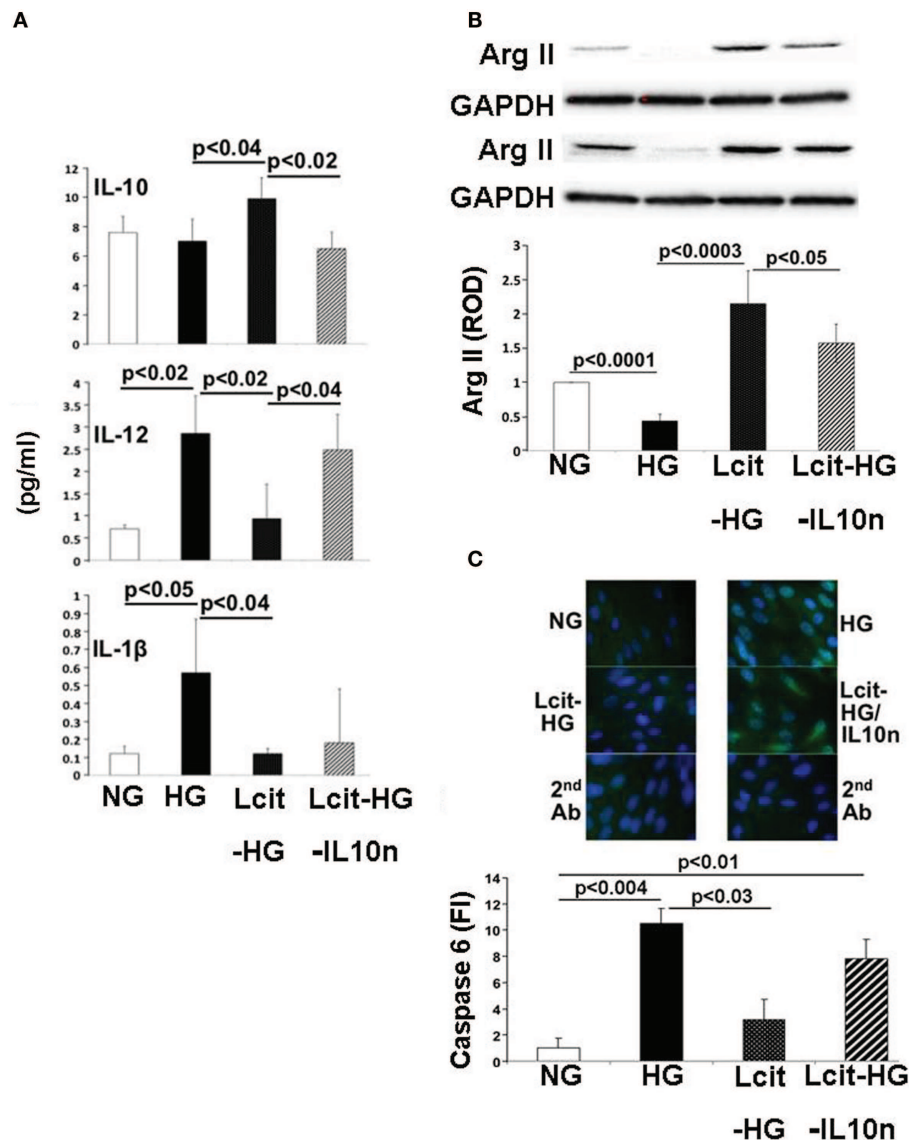 A
IL-10
p<0.04
p<0.02
12
10
8
6
4
2
0
(pg/ml)
IL-12
p<0.02
p<0.02
p<0.04
4
3.5
3
2.5
2
1.5
1
0.5
0
IL-1β
p<0.05
p<0.04
1
0.9
0.8
0.7
0.6
0.5
0.4
0.3
0.2
0.1
0
NG HG Lcit Lcit-HG
-HG -IL10n
B
Arg II
GAPDH
Arg II
GAPDH
Arg II (ROD)
3
2.5
2
1.5
1
0.5
0
p<0.0003
p<0.05
p<0.0001
NG HG Lcit Lcit-HG
-HG -IL10n
C
NG
HG
Lcit-
HG
Lcit-
HG/
IL10n
2nd
Ab
2nd
Ab
Caspase 6 (FI)
14
12
10
8
6
4
2
0
p<0.01
p<0.004
p<0.03
NG HG Lcit Lcit-HG
-HG -IL10n